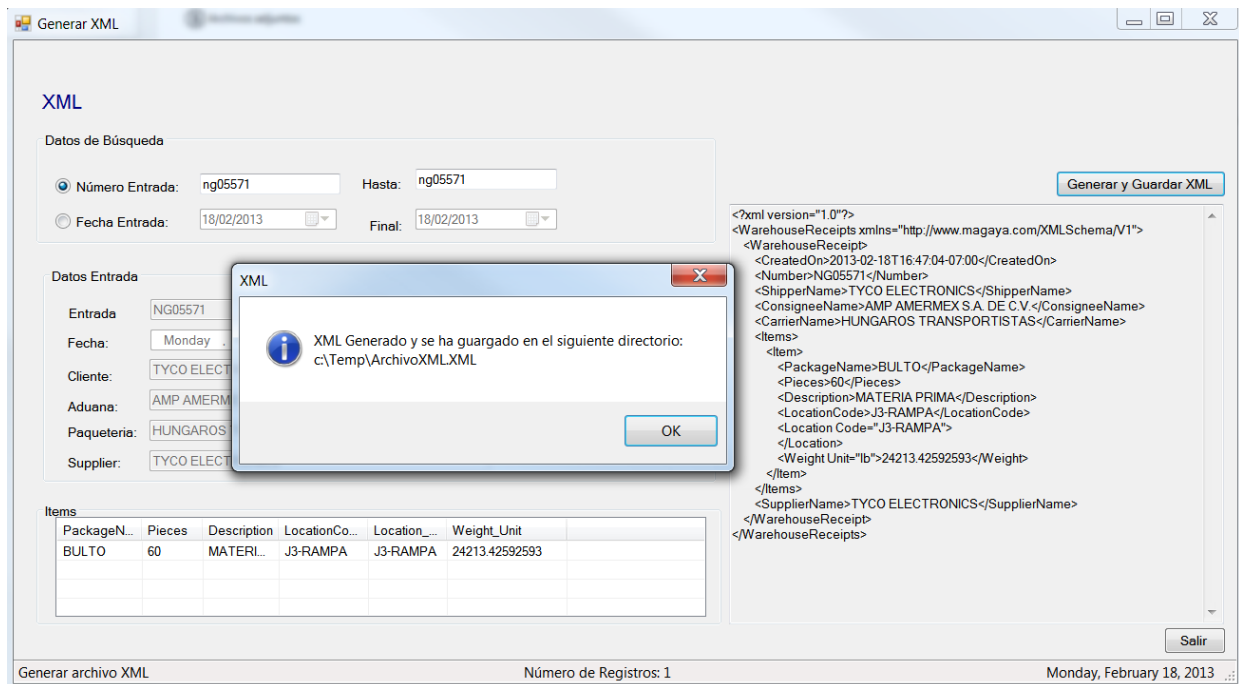 Generar XML
XML
Datos de Búsqueda
Número Entrada: ng05571 Hasta: ng05571
Fecha Entrada: 18/02/2013 Final: 18/02/2013
Generar y Guardar XML
Datos Entrada
Entrada NG05571
Fecha: Monday
Cliente: TYCO ELECT
Aduana: AMP AMERM
Paqueteria: HUNGAROS
Supplier: TYCO ELECT
XML
XML Generado y se ha guargado en el siguiente directorio:
c:\Temp\ArchivoXML.XML
OK
<?xml version="1.0"?>
<WarehouseReceipts xmlns="http://www.magaya.com/XMLSchema/V1">
<WarehouseReceipt>
<CreatedOn>2013-02-18T16:47:04-07:00</CreatedOn>
<Number>NG05571</Number>
<ShipperName>TYCO ELECTRONICS</ShipperName>
<ConsigneeName>AMP AMERMEX S.A. DE C.V.</ConsigneeName>
<CarrierName>HUNGAROS TRANSPORTISTAS</CarrierName>
<Items>
<Item>
<PackageName>BULTO</PackageName>
<Pieces>60</Pieces>
<Description>MATERIA PRIMA</Description>
<LocationCode>J3-RAMPA</LocationCode>
<Location Code="J3-RAMPA">
</Location>
<Weight Unit="lb">24213.42592593</Weight>
</Item>
</Items>
<SupplierName>TYCO ELECTRONICS</SupplierName>
</WarehouseReceipt>
</WarehouseReceipts>
Items
PackageN... Pieces Description LocationCo... Location_... Weight_Unit
BULTO 60 MATERI... J3-RAMPA J3-RAMPA 24213.42592593
Salir
Generar archivo XML Número de Registros: 1 Monday, February 18, 2013